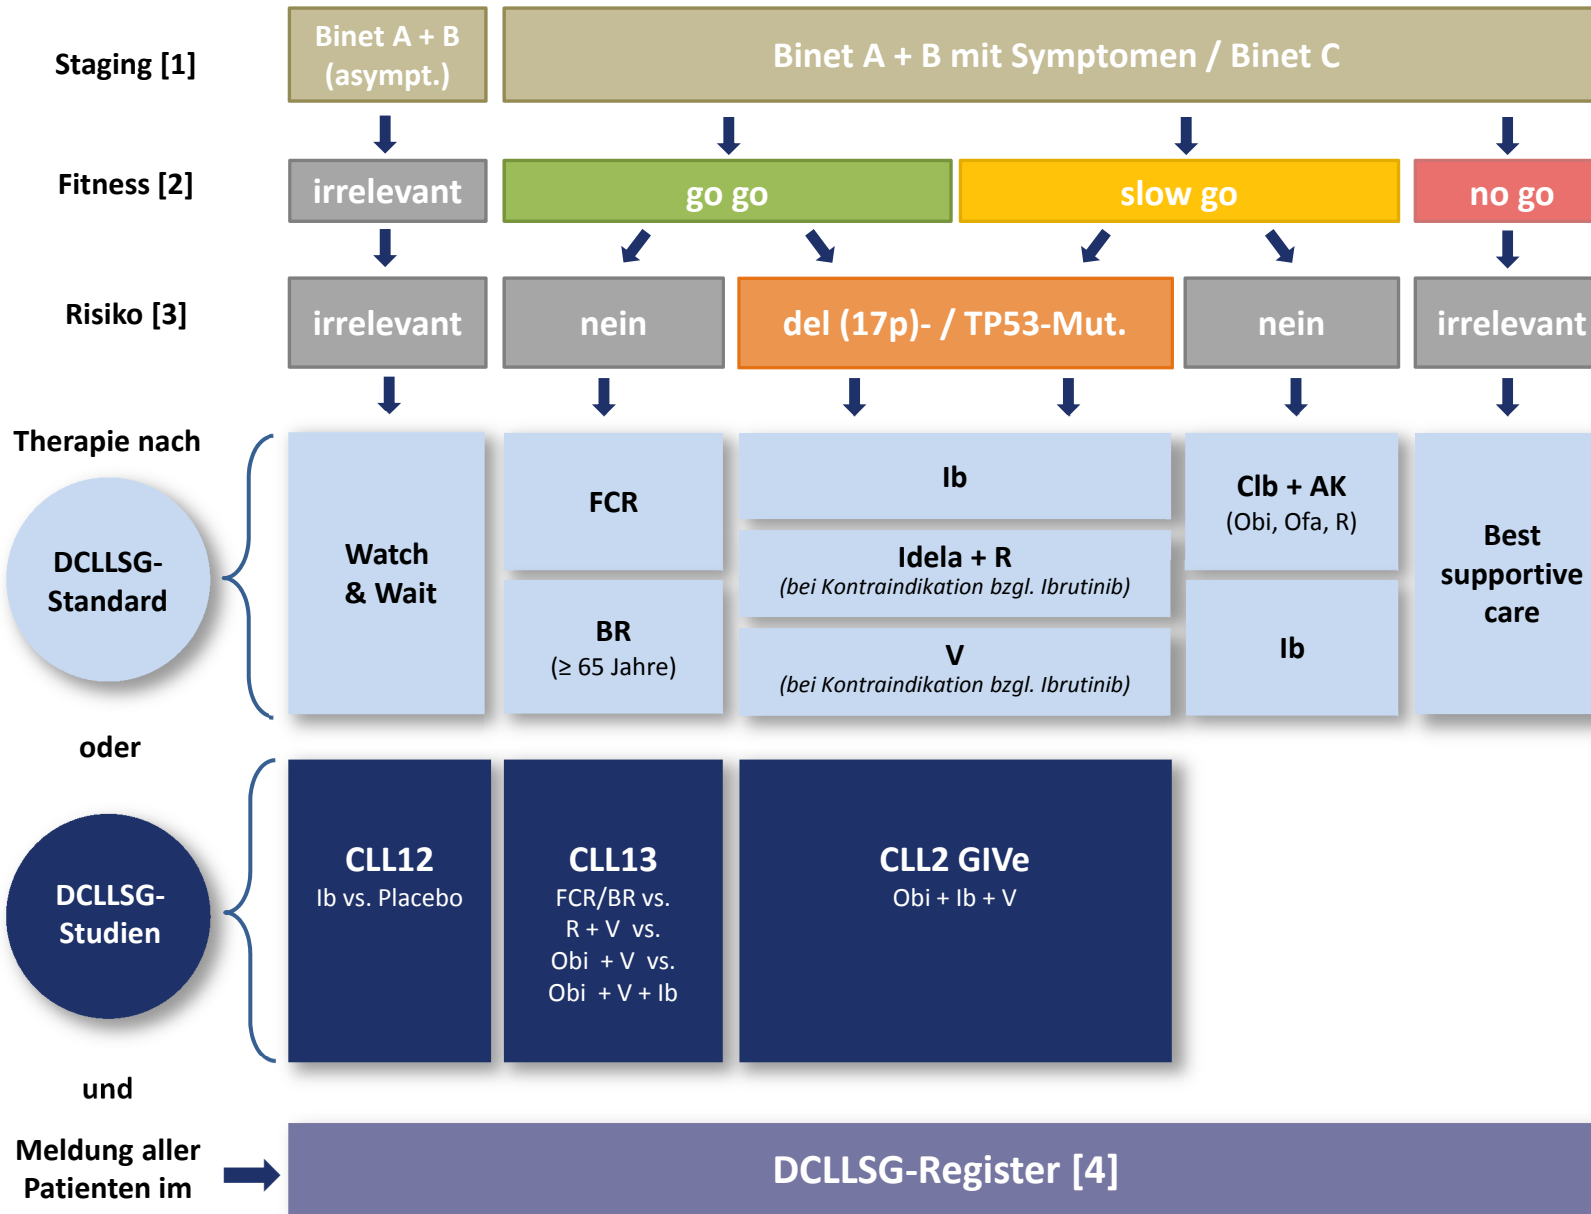 Staging [1]
Binet A + B
(asympt.)
Binet A + B mit Symptomen / Binet C
Fitness [2]
irrelevant
go go
slow go
no go
Risiko [3]
irrelevant
nein
del (17p)- / TP53-Mut.
nein
irrelevant
Therapie nach
DCLLSG-
Standard
Watch
& Wait
FCR
BR
(≥ 65 Jahre)
Ib
Idela + R
(bei Kontraindikation bzgl. Ibrutinib)
V
(bei Kontraindikation bzgl. Ibrutinib)
Clb + AK
(Obi, Ofa, R)
Ib
Best
supportive
care
oder
DCLLSG-
Studien
CLL12
Ib vs. Placebo
CLL13
FCR/BR vs.
R + V vs.
Obi + V vs.
Obi + V + Ib
CLL2 GIVe
Obi + Ib + V
und
Meldung aller
Patienten im
DCLLSG-Register [4]